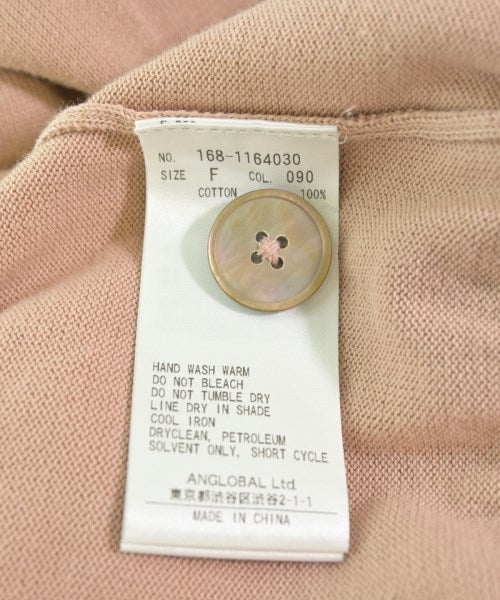 NO. 168-1164030
SIZE F COL. 090
COTTON 100%
HAND WASH WARM
DO NOT BLEACH
DO NOT TUMBLE DRY
LINE DRY IN SHADE
COOL IRON
DRYCLEAN, PETROLEUM
SOLVENT ONLY, SHORT CYCLE
ANGLOBAL Ltd.
東京都渋谷区渋谷2-1-1
MADE IN CHINA